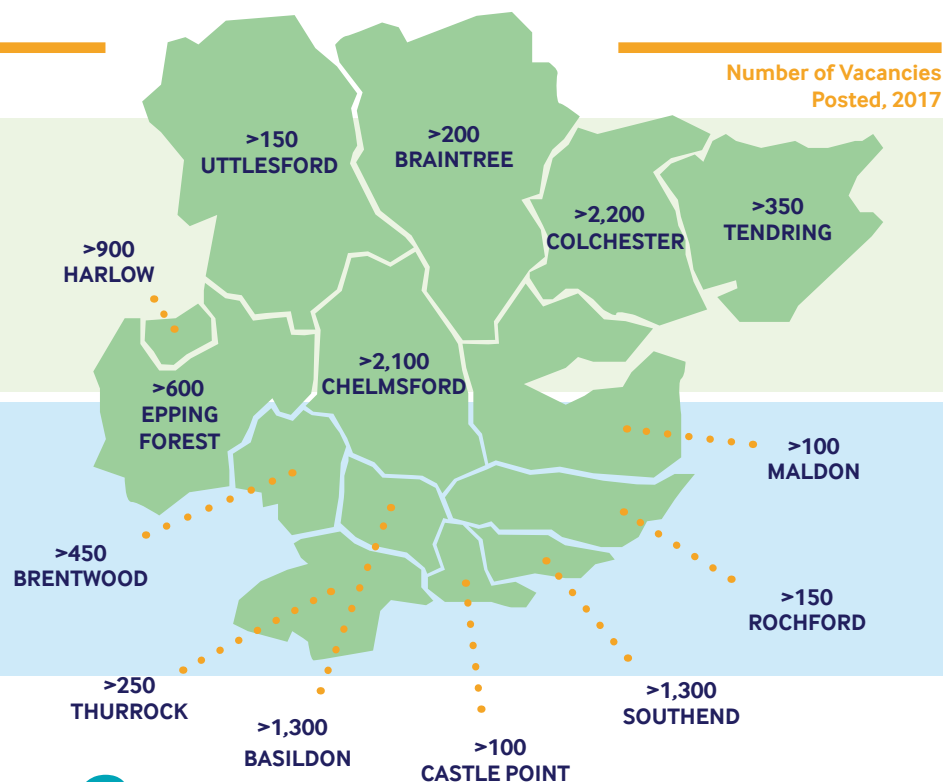 Number of Vacancies
Posted, 2017
>150
UTTLESFORD
>200
BRAINTREE
>2,200
COLCHESTER
>350
TENDRING
>900
HARLOW
>2,100
CHELMSFORD
>600
EPPING
FOREST
>100
MALDON
>450
BRENTWOOD
>150
ROCHFORD
>250
THURROCK
>1,300
BASILDON
>100
CASTLE POINT
>1,300
SOUTHEND